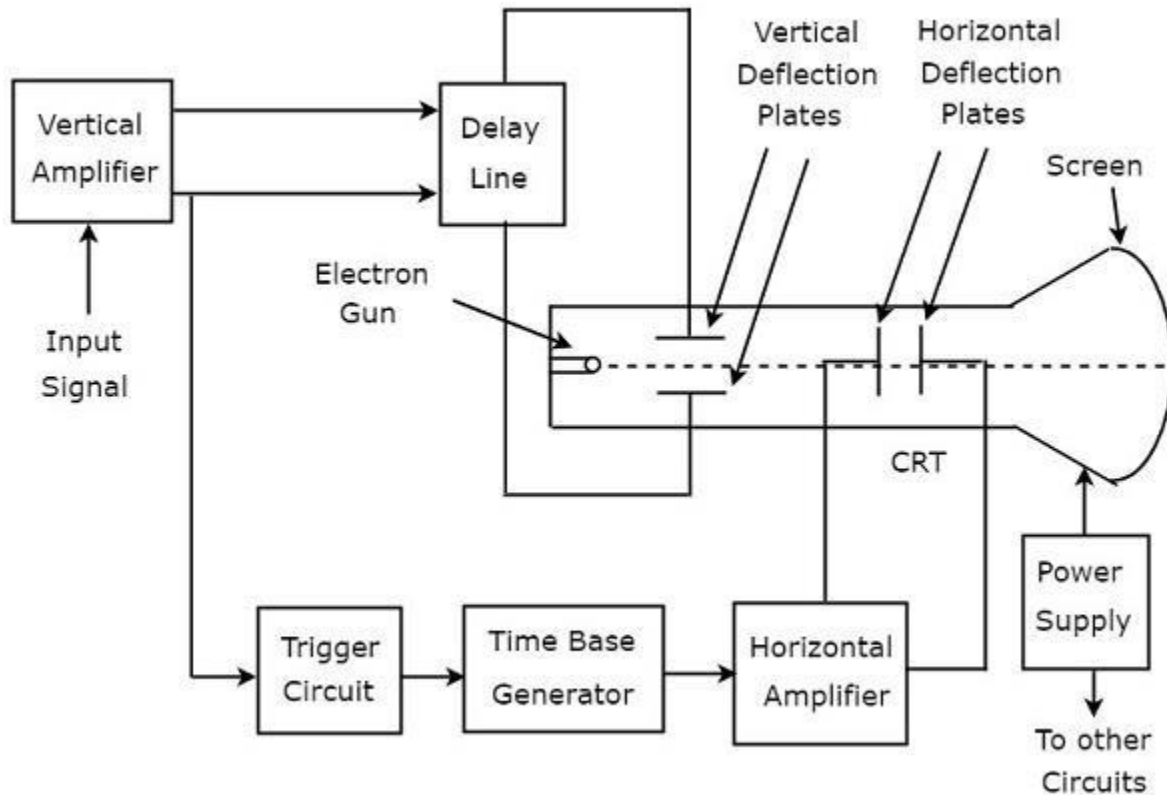 Vertical
Amplifier
Delay
Line
Vertical
Deflection
Plates
Horizontal
Deflection
Plates
Screen
Electron
Gun
Input
Signal
CRT
Power
Supply
Trigger
Circuit
Time Base
Generator
Horizontal
Amplifier
To other
Circuits